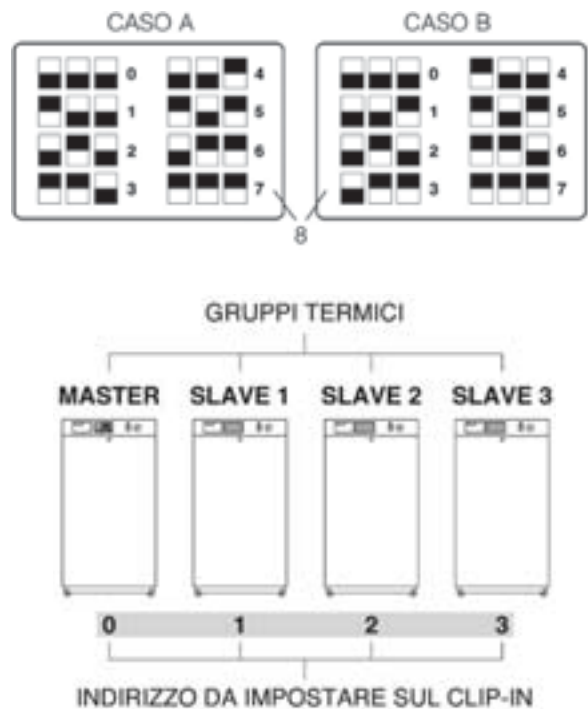 CASO A CASO B
0 4 0 4
1 5 1 5
2 6 2 6
3 7 3 7
8
GRUPPI TERMICI
MASTER SLAVE 1 SLAVE 2 SLAVE 3
0 1 2 3
INDIRIZZO DA IMPOSTARE SUL CLIP-IN